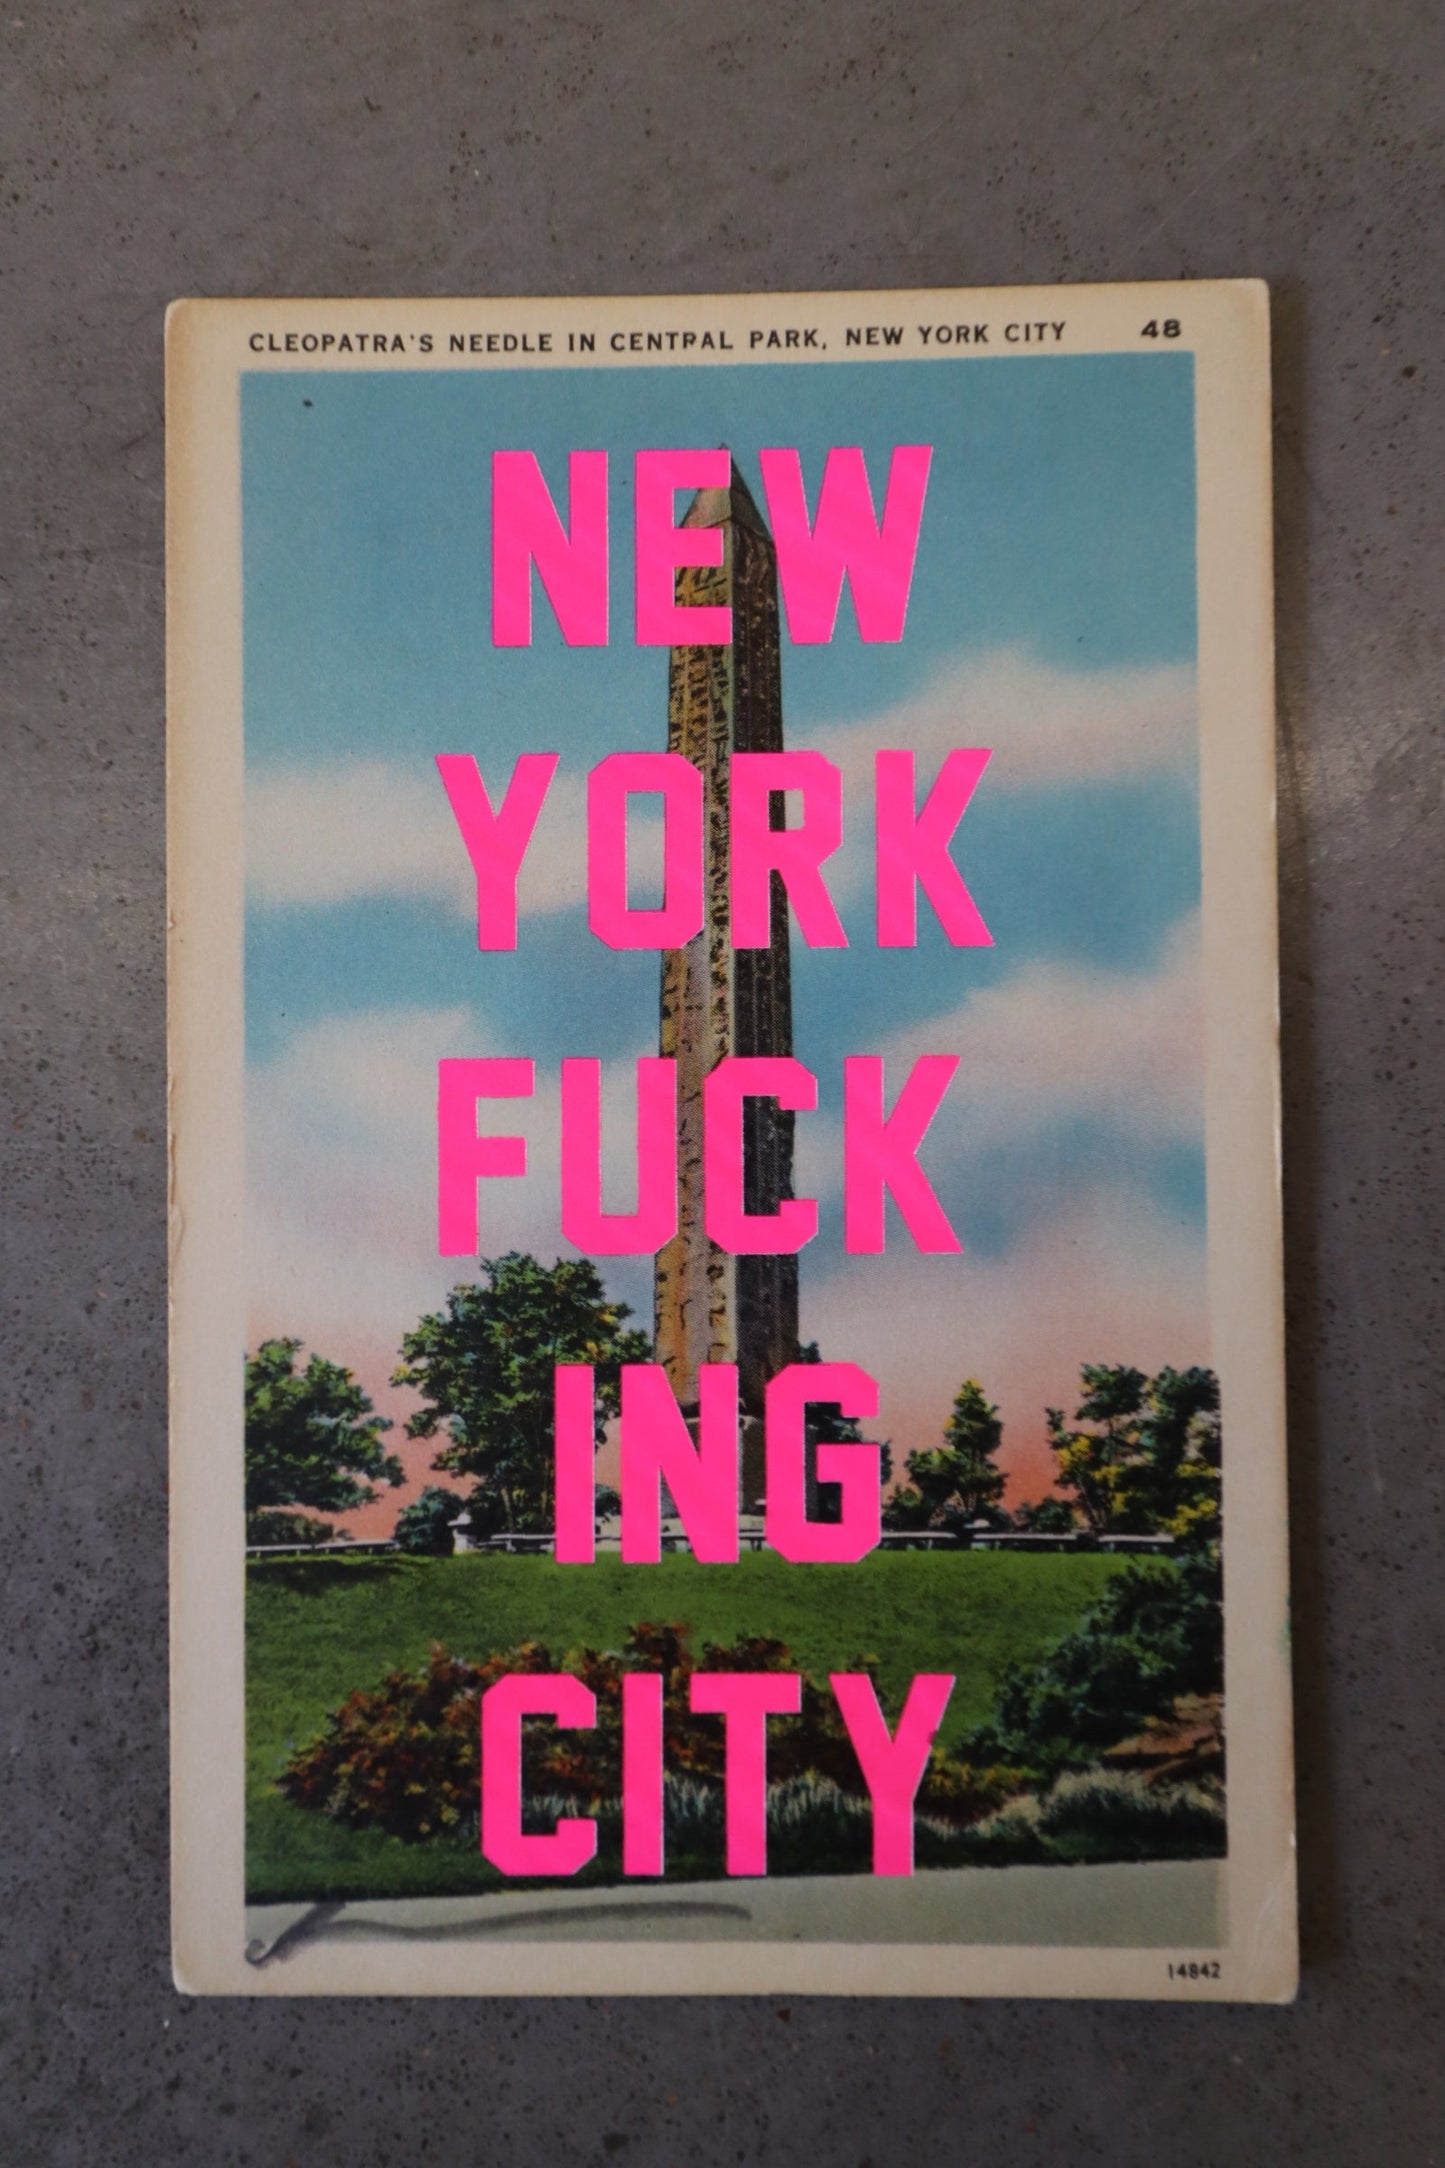 CLEOPATRA'S NEEDLE IN CENTRAL PARK, NEW YORK CITY 48
NEW
YORK
FUCK
ING
CITY
14842